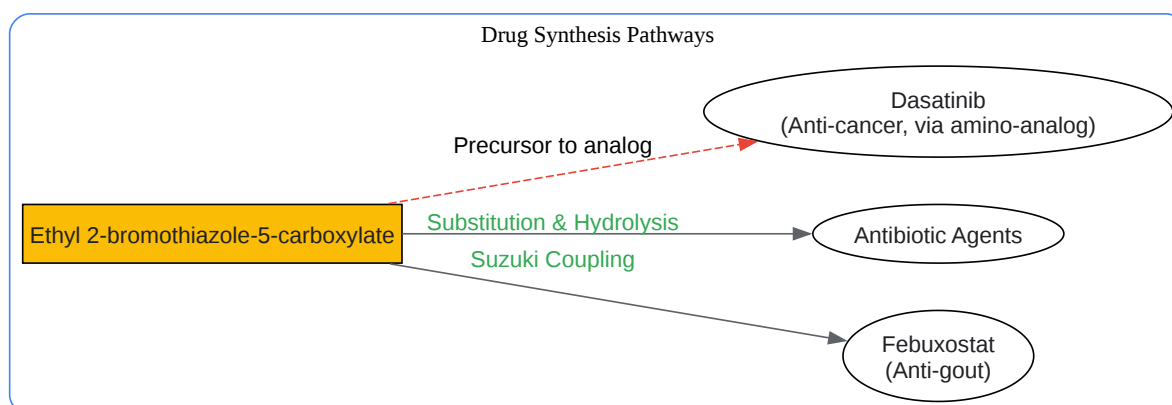 Drug Synthesis Pathways
Dasatinib
(Anti-cancer, via amino-analog)
Precursor to analog
Ethyl 2-bromothiazole-5-carboxylate
Substitution & Hydrolysis
Antibiotic Agents
Suzuki Coupling
Febuxostat
(Anti-gout)